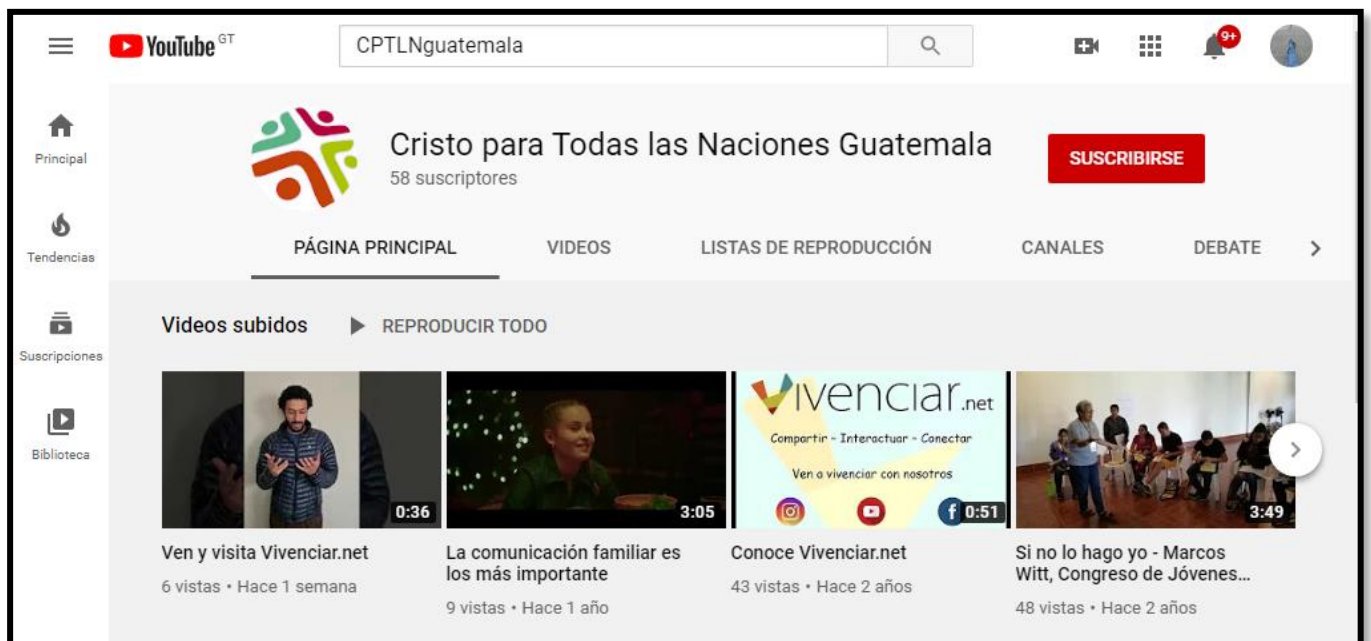 YouTube GT
CPTLNguatemala
9+
Principal
Tendencias
Suscripciones
Biblioteca
Cristo para Todas las Naciones Guatemala
58 suscriptores
SUSCRIBIRSE
PÁGINA PRINCIPAL VIDEOS LISTAS DE REPRODUCCIÓN CANALES DEBATE
Videos subidos REPRODUCIR TODO
0:36
Ven y visita Vivenciar.net
6 vistas • Hace 1 semana
3:05
La comunicación familiar es
los más importante
9 vistas • Hace 1 año
Vivenciar.net
Compartir - Interactuar - Conectar
Ven a vivenciar con nosotros
0:51
Conoce Vivenciar.net
43 vistas • Hace 2 años
3:49
Si no lo hago yo - Marcos
Witt, Congreso de Jóvenes...
48 vistas • Hace 2 años